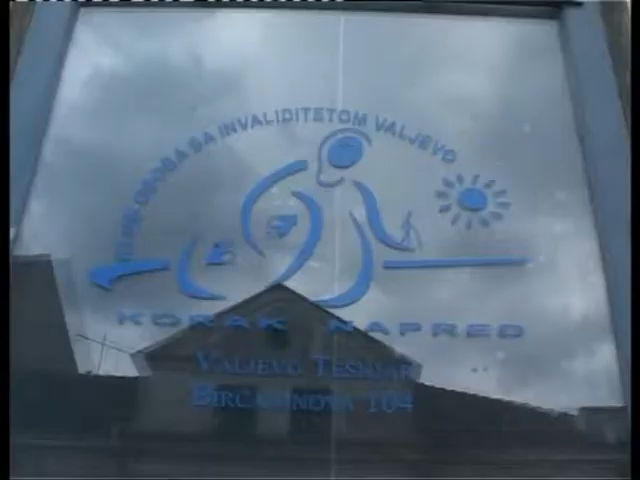 OSOBA SA INVALIDITETOM VALJEVO
KORAK NAPRED
VALJEVO TEŠNJAR
BIRČANINOVA 104